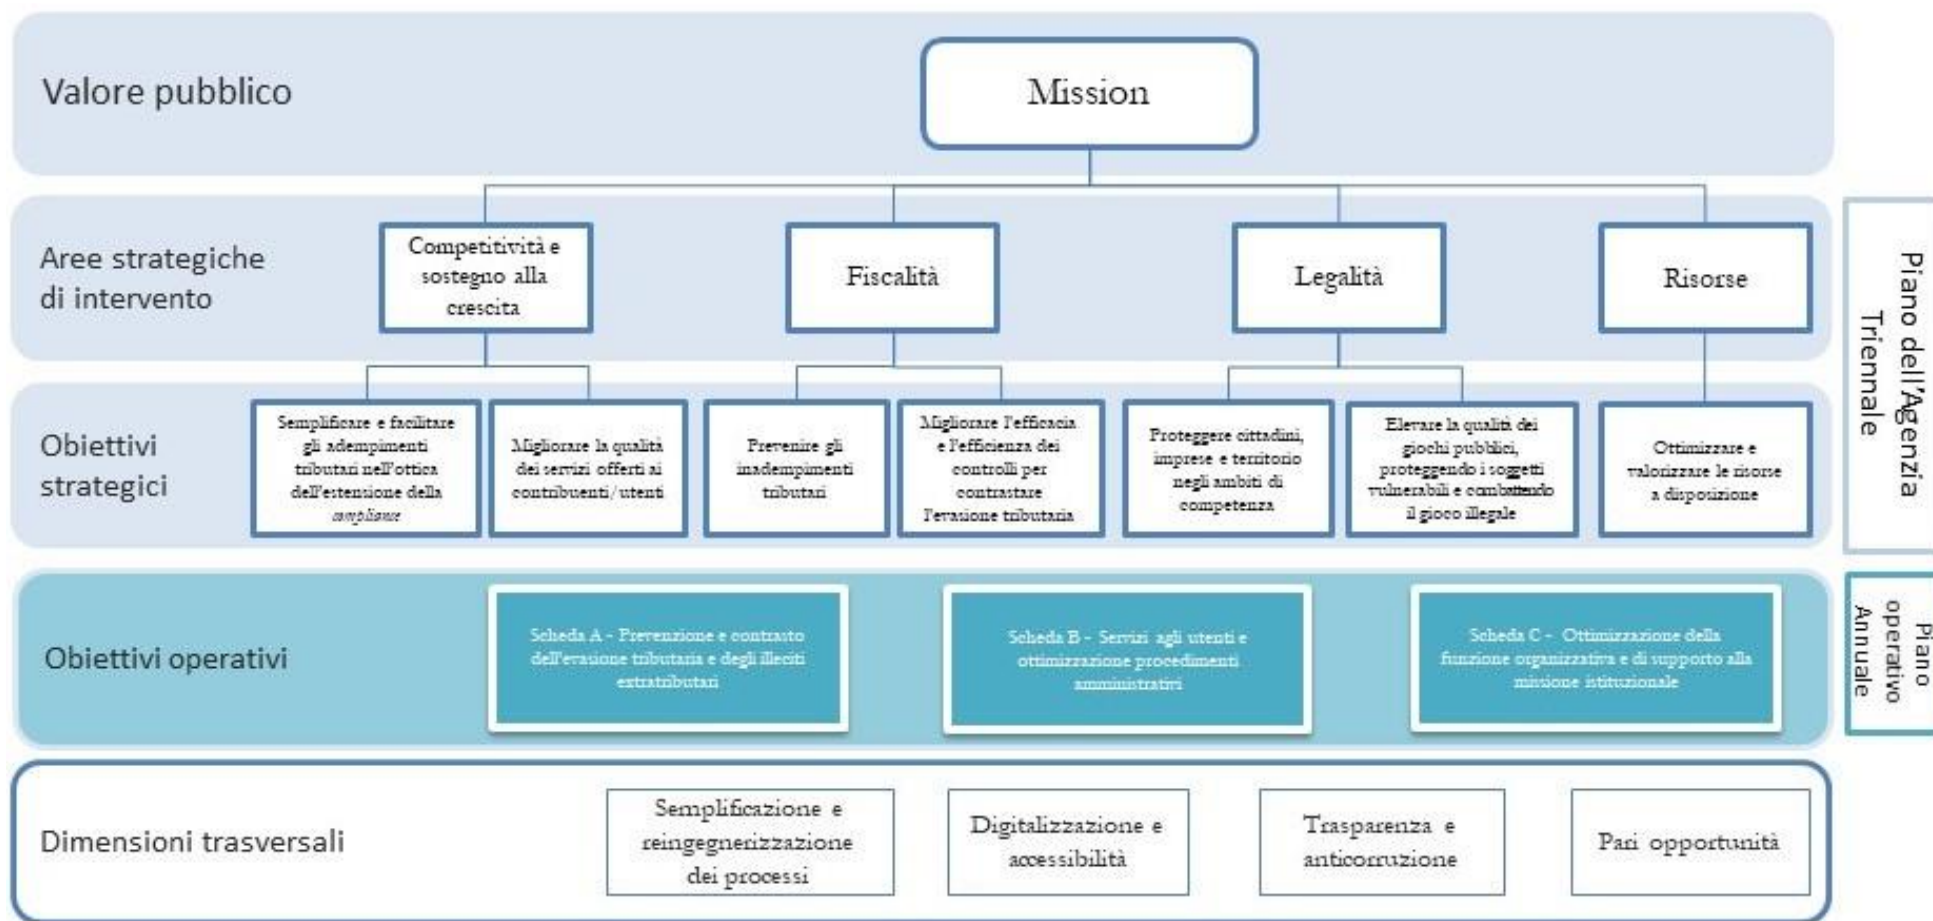 Valore pubblico
Mission
Aree strategiche
di intervento
Competitività e
sostegno alla
crescita
Fiscalità
Legalità
Risorse
Piano dell'Agenzia
Triennale
Obiettivi
strategici
Semplificare e facilitare
gli adempimenti
tributari nell'ottica
dell'estensione della
compliance
Migliorare la qualità
dei servizi offerti ai
contribuenti/utenti
Prevenire gli
inadempimenti
tributari
Migliorare l'efficacia
e l'efficienza dei
controlli per
contrastare
l'evasione tributaria
Proteggere cittadini,
imprese e territorio
negli ambiti di
competenza
Elevare la qualità dei
giochi pubblici,
proteggendo i soggetti
vulnerabili e combattendo
il gioco illegale
Ottimizzare e
valorizzare le risorse
a disposizione
Obiettivi operativi
Scheda A - Prevenzione e contrasto
dell'evasione tributaria e degli illeciti
extratributari
Scheda B - Servizi agli utenti e
ottimizzazione procedimenti
amministrativi
Scheda C - Ottimizzazione della
funzione organizzativa e di supporto alla
missione istituzionale
Piano
operativo
Annuale
Dimensioni trasversali
Semplificazione e
reingegnerizzazione
dei processi
Digitalizzazione e
accessibilità
Trasparenza e
anticorruzione
Pari opportunità